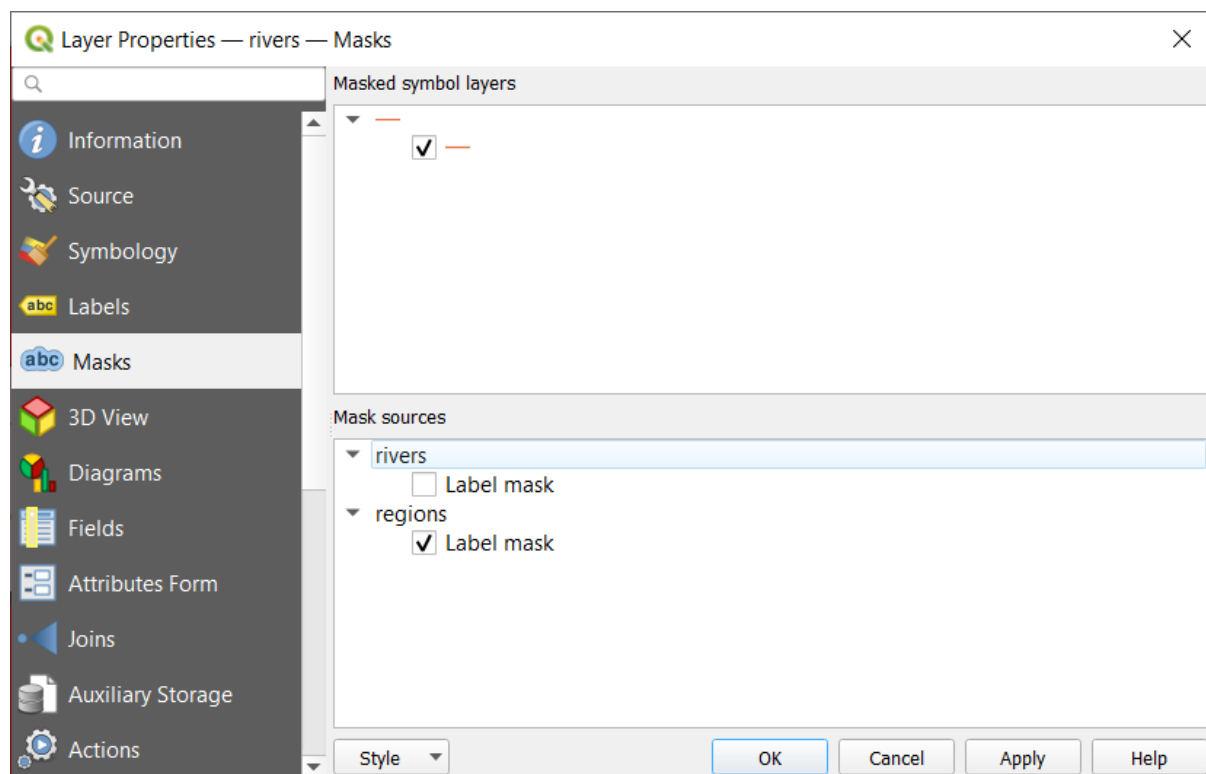 Layer Properties — rivers — Masks
Masked symbol layers
Information
Source
Symbology
abc Labels
abc Masks
3D View
Diagrams
Fields
Attributes Form
Joins
Auxiliary Storage
Actions
Mask sources
rivers
Label mask
regions
Label mask
Style
OK
Cancel
Apply
Help